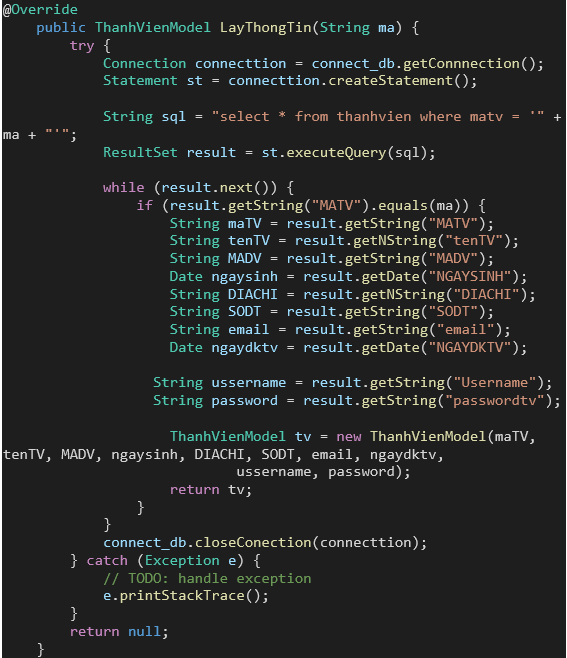 @Override
    public ThanhVienModel LayThongTin(String ma) {
        try {
            Connection connecttion = connect_db.getConnnection();
            Statement st = connecttion.createStatement();

            String sql = "select * from thanhvien where matv = '" +
ma + "'";
            ResultSet result = st.executeQuery(sql);

            while (result.next()) {
                if (result.getString("MATV").equals(ma)) {
                    String maTV = result.getString("MATV");
                    String tenTV = result.getNString("tenTV");
                    String MADV = result.getString("MADV");
                    Date ngaysinh = result.getDate("NGAYSINH");
                    String DIACHI = result.getNString("DIACHI");
                    String SODT = result.getString("SODT");
                    String email = result.getString("email");
                    Date ngaydktv = result.getDate("NGAYDKTV");

                  String ussername = result.getString("Username");
                  String password = result.getString("passwordtv");

                    ThanhVienModel tv = new ThanhVienModel(maTV,
tenTV, MADV, ngaysinh, DIACHI, SODT, email, ngaydktv,
                            ussername, password);
                    return tv;
                }
            }
            connect_db.closeConection(connecttion);
        } catch (Exception e) {
            // TODO: handle exception
            e.printStackTrace();
        }
        return null;
    }